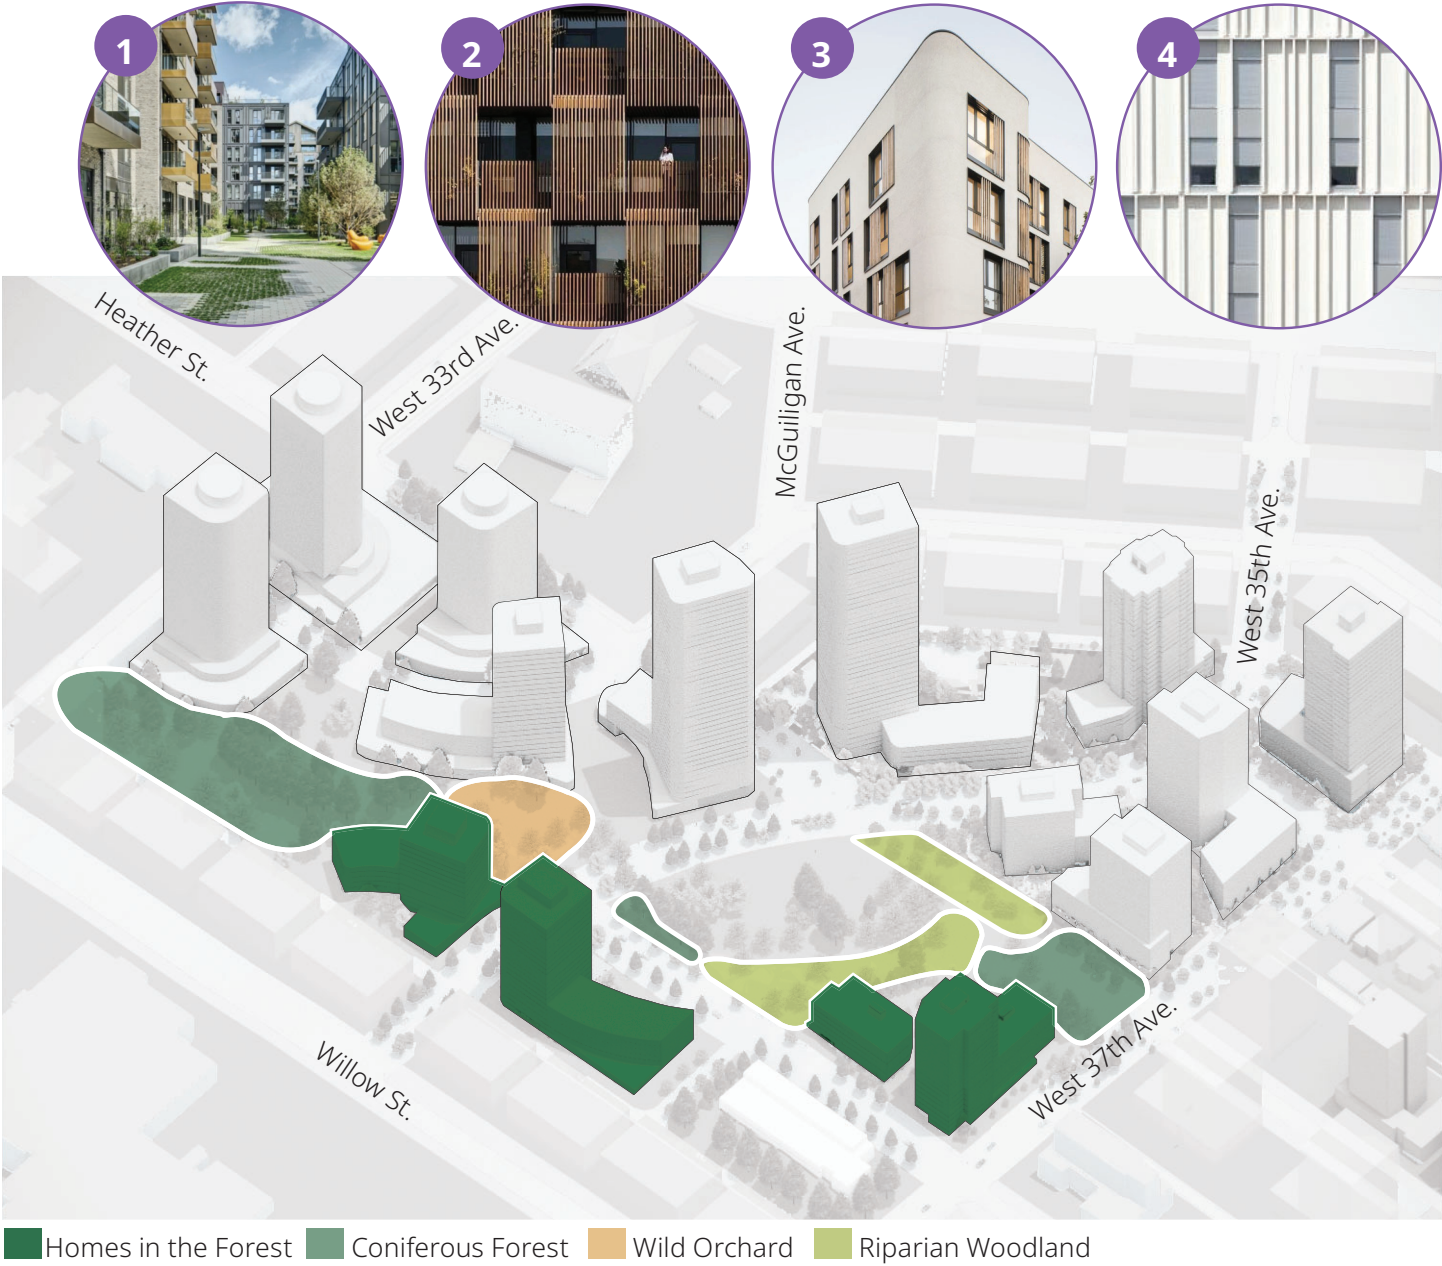 1
2
3
4
Heather St.
West 33rd Ave.
McGuiligan Ave.
West 35th Ave.
Willow St.
West 37th Ave.
Homes in the Forest
Coniferous Forest
Wild Orchard
Riparian Woodland